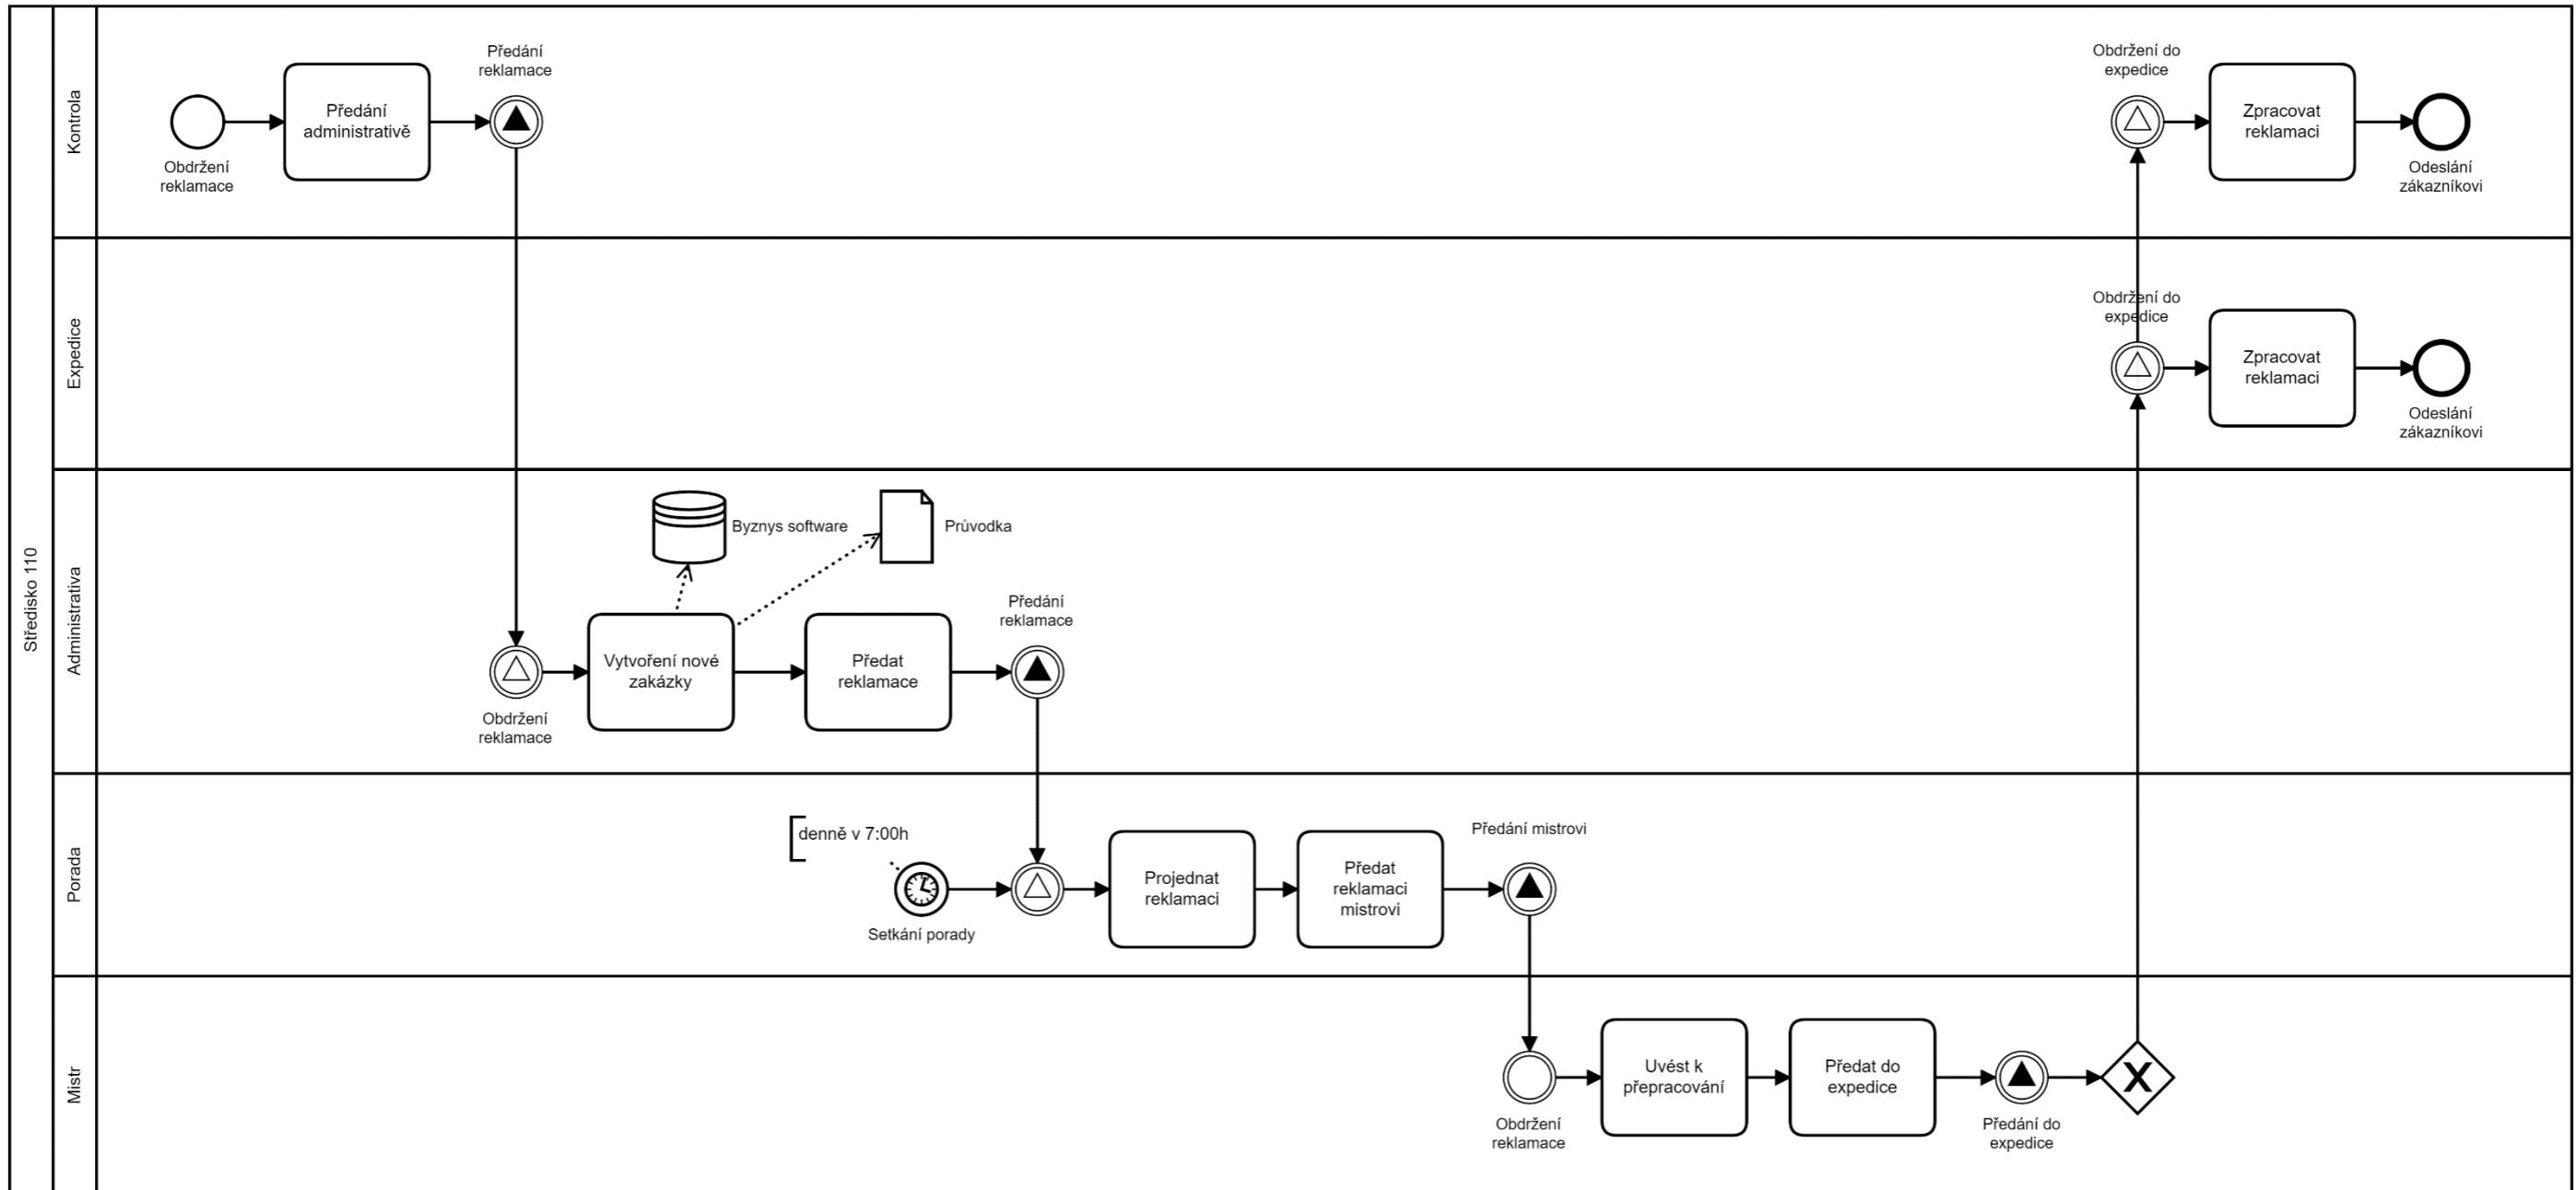 Středisko 110
Kontrola
Obdržení
reklamace
Předání
administrativě
Předání
reklamace
Obdržení do
expedice
Zpracovat
reklamaci
Odeslání
zákazníkovi
Expedice
Obdržení do
expedice
Zpracovat
reklamaci
Odeslání
zákazníkovi
Administrativa
Byznys software
Průvodka
Obdržení
reklamace
Vytvoření nové
zakázky
Předat
reklamace
Předání
reklamace
Porada
denně v 7:00h
Setkání porady
Projednat
reklamaci
Předat
reklamaci
mistrovi
Předání mistrovi
Mistr
Obdržení
reklamace
Uvést k
přepracování
Předat do
expedice
Předání do
expedice